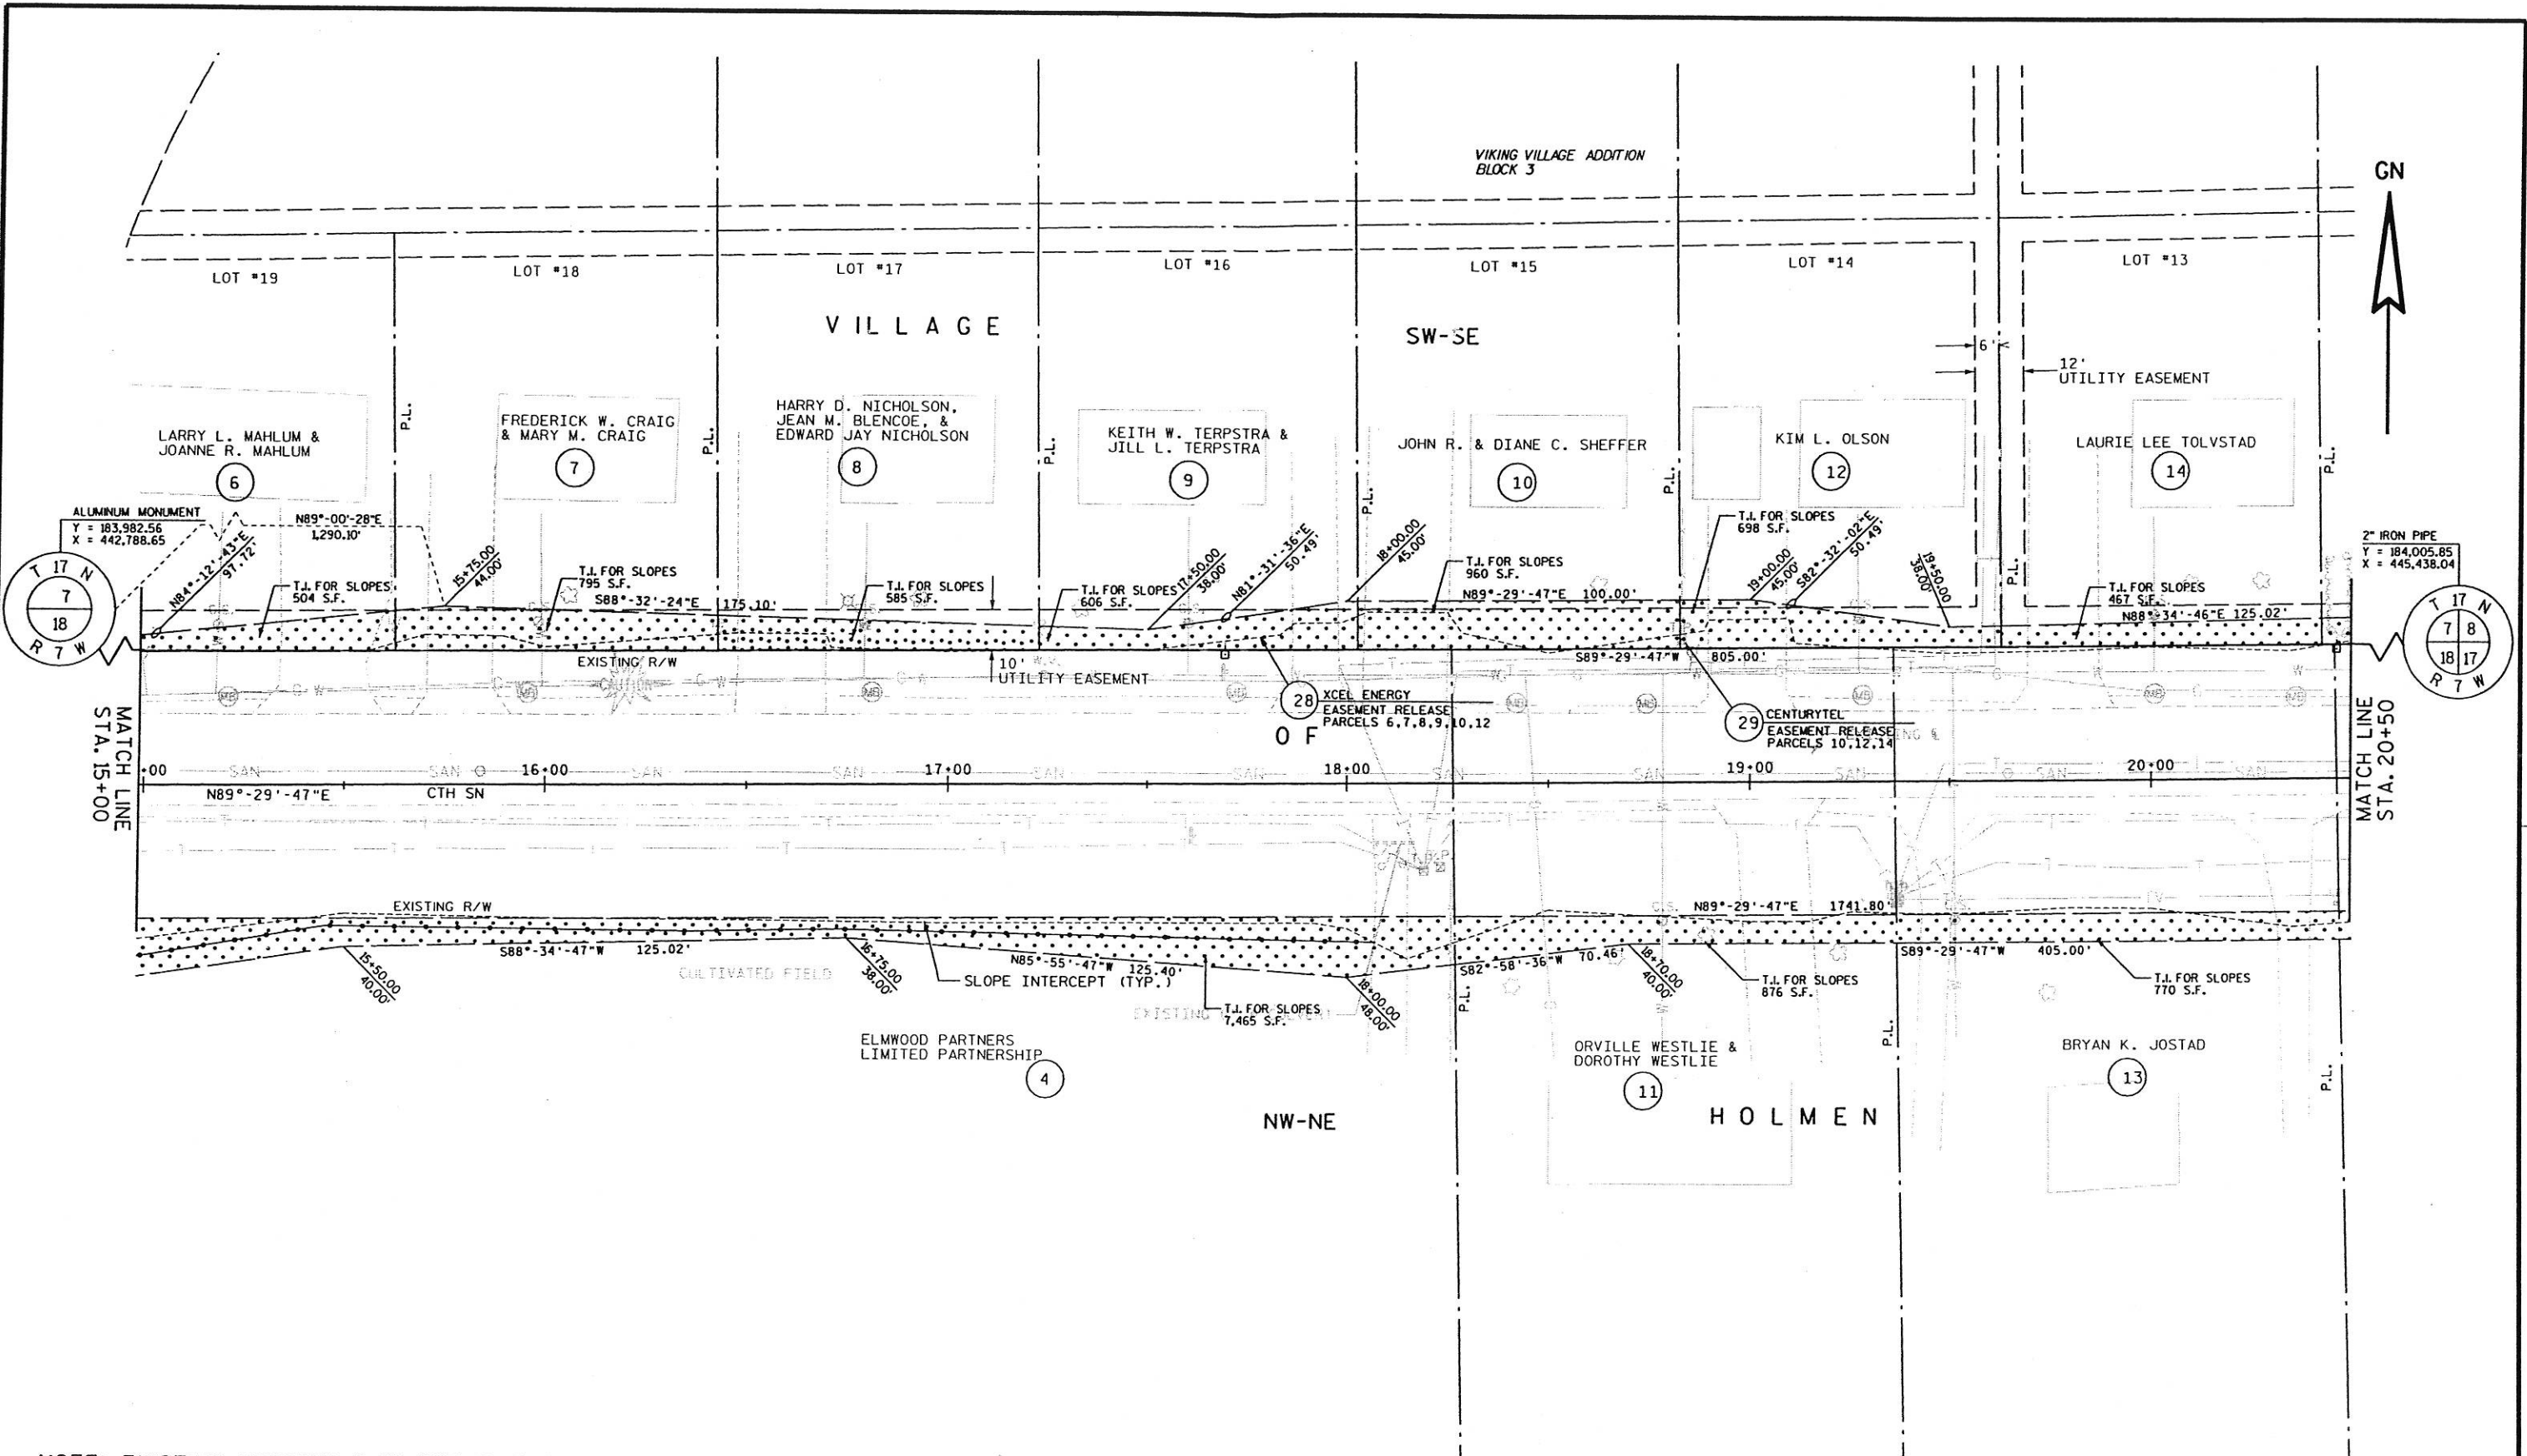 VIKING VILLAGE ADDITION
BLOCK 3
GN
LOT #19
LOT #18
LOT #17
LOT #16
LOT #15
LOT #14
LOT #13
VILLAGE
SW-SE
6'
12'
UTILITY EASEMENT
P.L.
P.L.
P.L.
P.L.
P.L.
P.L.
P.L.
LARRY L. MAHLUM &
JOANNE R. MAHLUM
6
FREDERICK W. CRAIG
& MARY M. CRAIG
7
HARRY D. NICHOLSON,
JEAN M. BLENCOE, &
EDWARD JAY NICHOLSON
8
KEITH W. TERPSTRA &
JILL L. TERPSTRA
9
JOHN R. & DIANE C. SHEFFER
10
KIM L. OLSON
12
LAURIE LEE TOLVSTAD
14
ALUMINUM MONUMENT
Y = 183,982.56
X = 442,788.65
T 17 N
7
18
R 7 W
N84°-12'-43"E
97.72'
N89°-00'-28"E
1,290.10'
15+75.00
44.00'
T.I. FOR SLOPES
504 S.F.
T.I. FOR SLOPES
795 S.F.
S88°-32'-24"E 175.10'
T.I. FOR SLOPES
585 S.F.
T.I. FOR SLOPES
606 S.F.
17+50.00
38.00'
N81°-31'-36"E
50.49'
18+00.00
45.00'
T.I. FOR SLOPES
960 S.F.
N89°-29'-47"E 100.00'
T.I. FOR SLOPES
698 S.F.
19+00.00
45.00'
S82°-32'-02"E
50.49'
19+50.00
38.00'
T.I. FOR SLOPES
467 S.F.
N88°-34'-46"E 125.02'
2" IRON PIPE
Y = 184,005.85
X = 445,438.04
T 17 N
7 8
18 17
R 7 W
EXISTING R/W
10'
UTILITY EASEMENT
S89°-29'-47"W 805.00'
28
XCEL ENERGY
EASEMENT RELEASE
PARCELS 6,7,8,9,10,12
29
CENTURYTEL
EASEMENT RELEASE
PARCELS 10,12,14
OF
MATCH LINE
STA. 15+00
+00
16+00
17+00
18+00
19+00
20+00
SAN SAN SAN SAN SAN SAN SAN SAN SAN SAN SAN
N89°-29'-47"E
CTH SN
MATCH LINE
STA. 20+50
EXISTING R/W
N89°-29'-47"E 1741.80'
S88°-34'-47"W 125.02'
15+50.00
40.00'
CULTIVATED FIELD
16+75.00
38.00'
SLOPE INTERCEPT (TYP.)
N85°-55'-47"W 125.40'
T.I. FOR SLOPES
7,465 S.F.
EXISTING
18+00.00
48.00'
S82°-58'-36"W 70.46'
18+70.00
40.00'
T.I. FOR SLOPES
876 S.F.
S89°-29'-47"W 405.00'
T.I. FOR SLOPES
770 S.F.
P.L.
P.L.
P.L.
ELMWOOD PARTNERS
LIMITED PARTNERSHIP
4
ORVILLE WESTLIE &
DOROTHY WESTLIE
11
BRYAN K. JOSTAD
13
NW-NE
HOLMEN